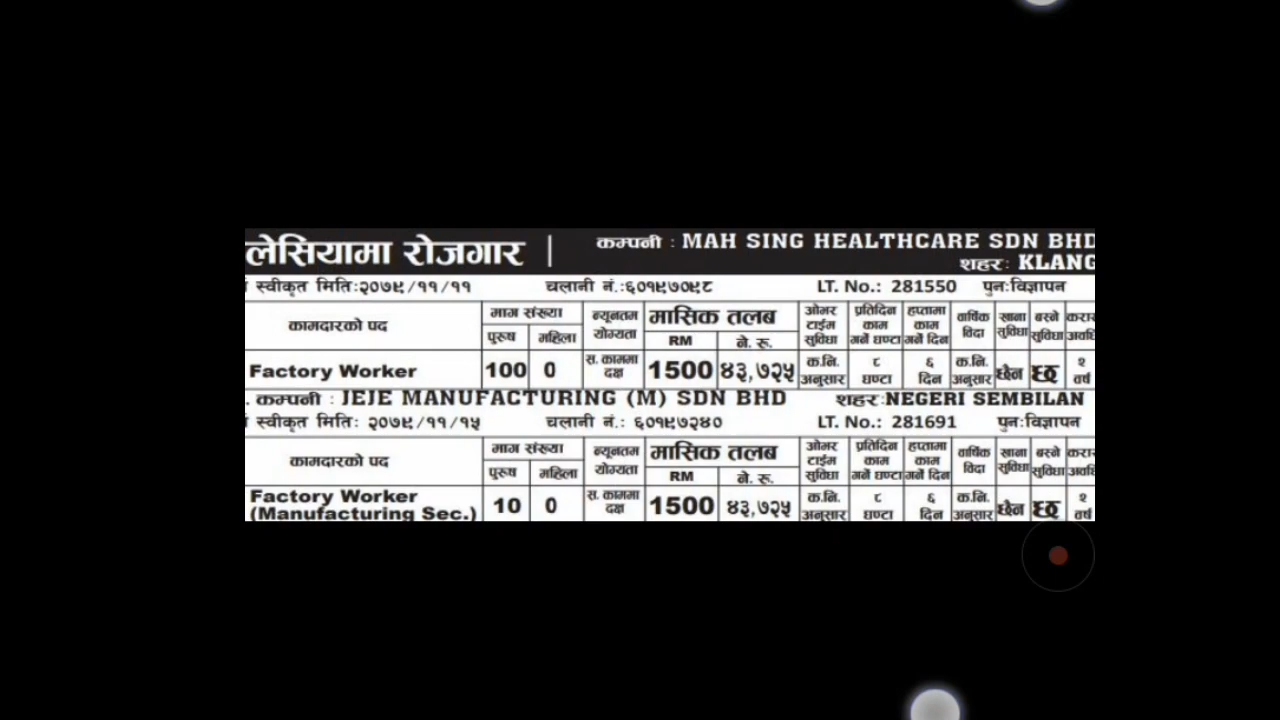 लेसियामा रोजगार | कम्पनी : MAH SING HEALTHCARE SDN BHD
शहर: KLANG
स्वीकृत मिति:२०७९/११/११ चलानी नं.:६०१९७०९८ LT. No.: 281550 पुन:विज्ञापन
कामदारको पद माग संख्या पुरुष महिला न्यूनतम योग्यता मासिक तलब RM ने. रू. ओभर टाईम सुविधा प्रतिदिन काम गर्ने घण्टा हप्तामा काम गर्ने दिन वार्षिक विदा खाना सुविधा बस्ने सुविधा करार अवधि
Factory Worker 100 0 स. काममा दक्ष 1500 ४३,७२५ क.नि. अनुसार ८ घण्टा ६ दिन क.नि. अनुसार छैन छ २ वर्ष
. कम्पनी : JEJE MANUFACTURING (M) SDN BHD शहर:NEGERI SEMBILAN
स्वीकृत मिति: २०७९/११/१५ चलानी नं.: ६०१९७२४० LT. No.: 281691 पुन:विज्ञापन
कामदारको पद माग संख्या पुरुष महिला न्यूनतम योग्यता मासिक तलब RM ने. रू. ओभर टाईम सुविधा प्रतिदिन काम गर्ने घण्टा हप्तामा काम गर्ने दिन वार्षिक विदा खाना सुविधा बस्ने सुविधा
Factory Worker (Manufacturing Sec.) 10 0 स. काममा दक्ष 1500 ४३,७२५ क.नि. अनुसार ८ घण्टा ६ दिन क.नि. अनुसार छैन छ २ वर्ष